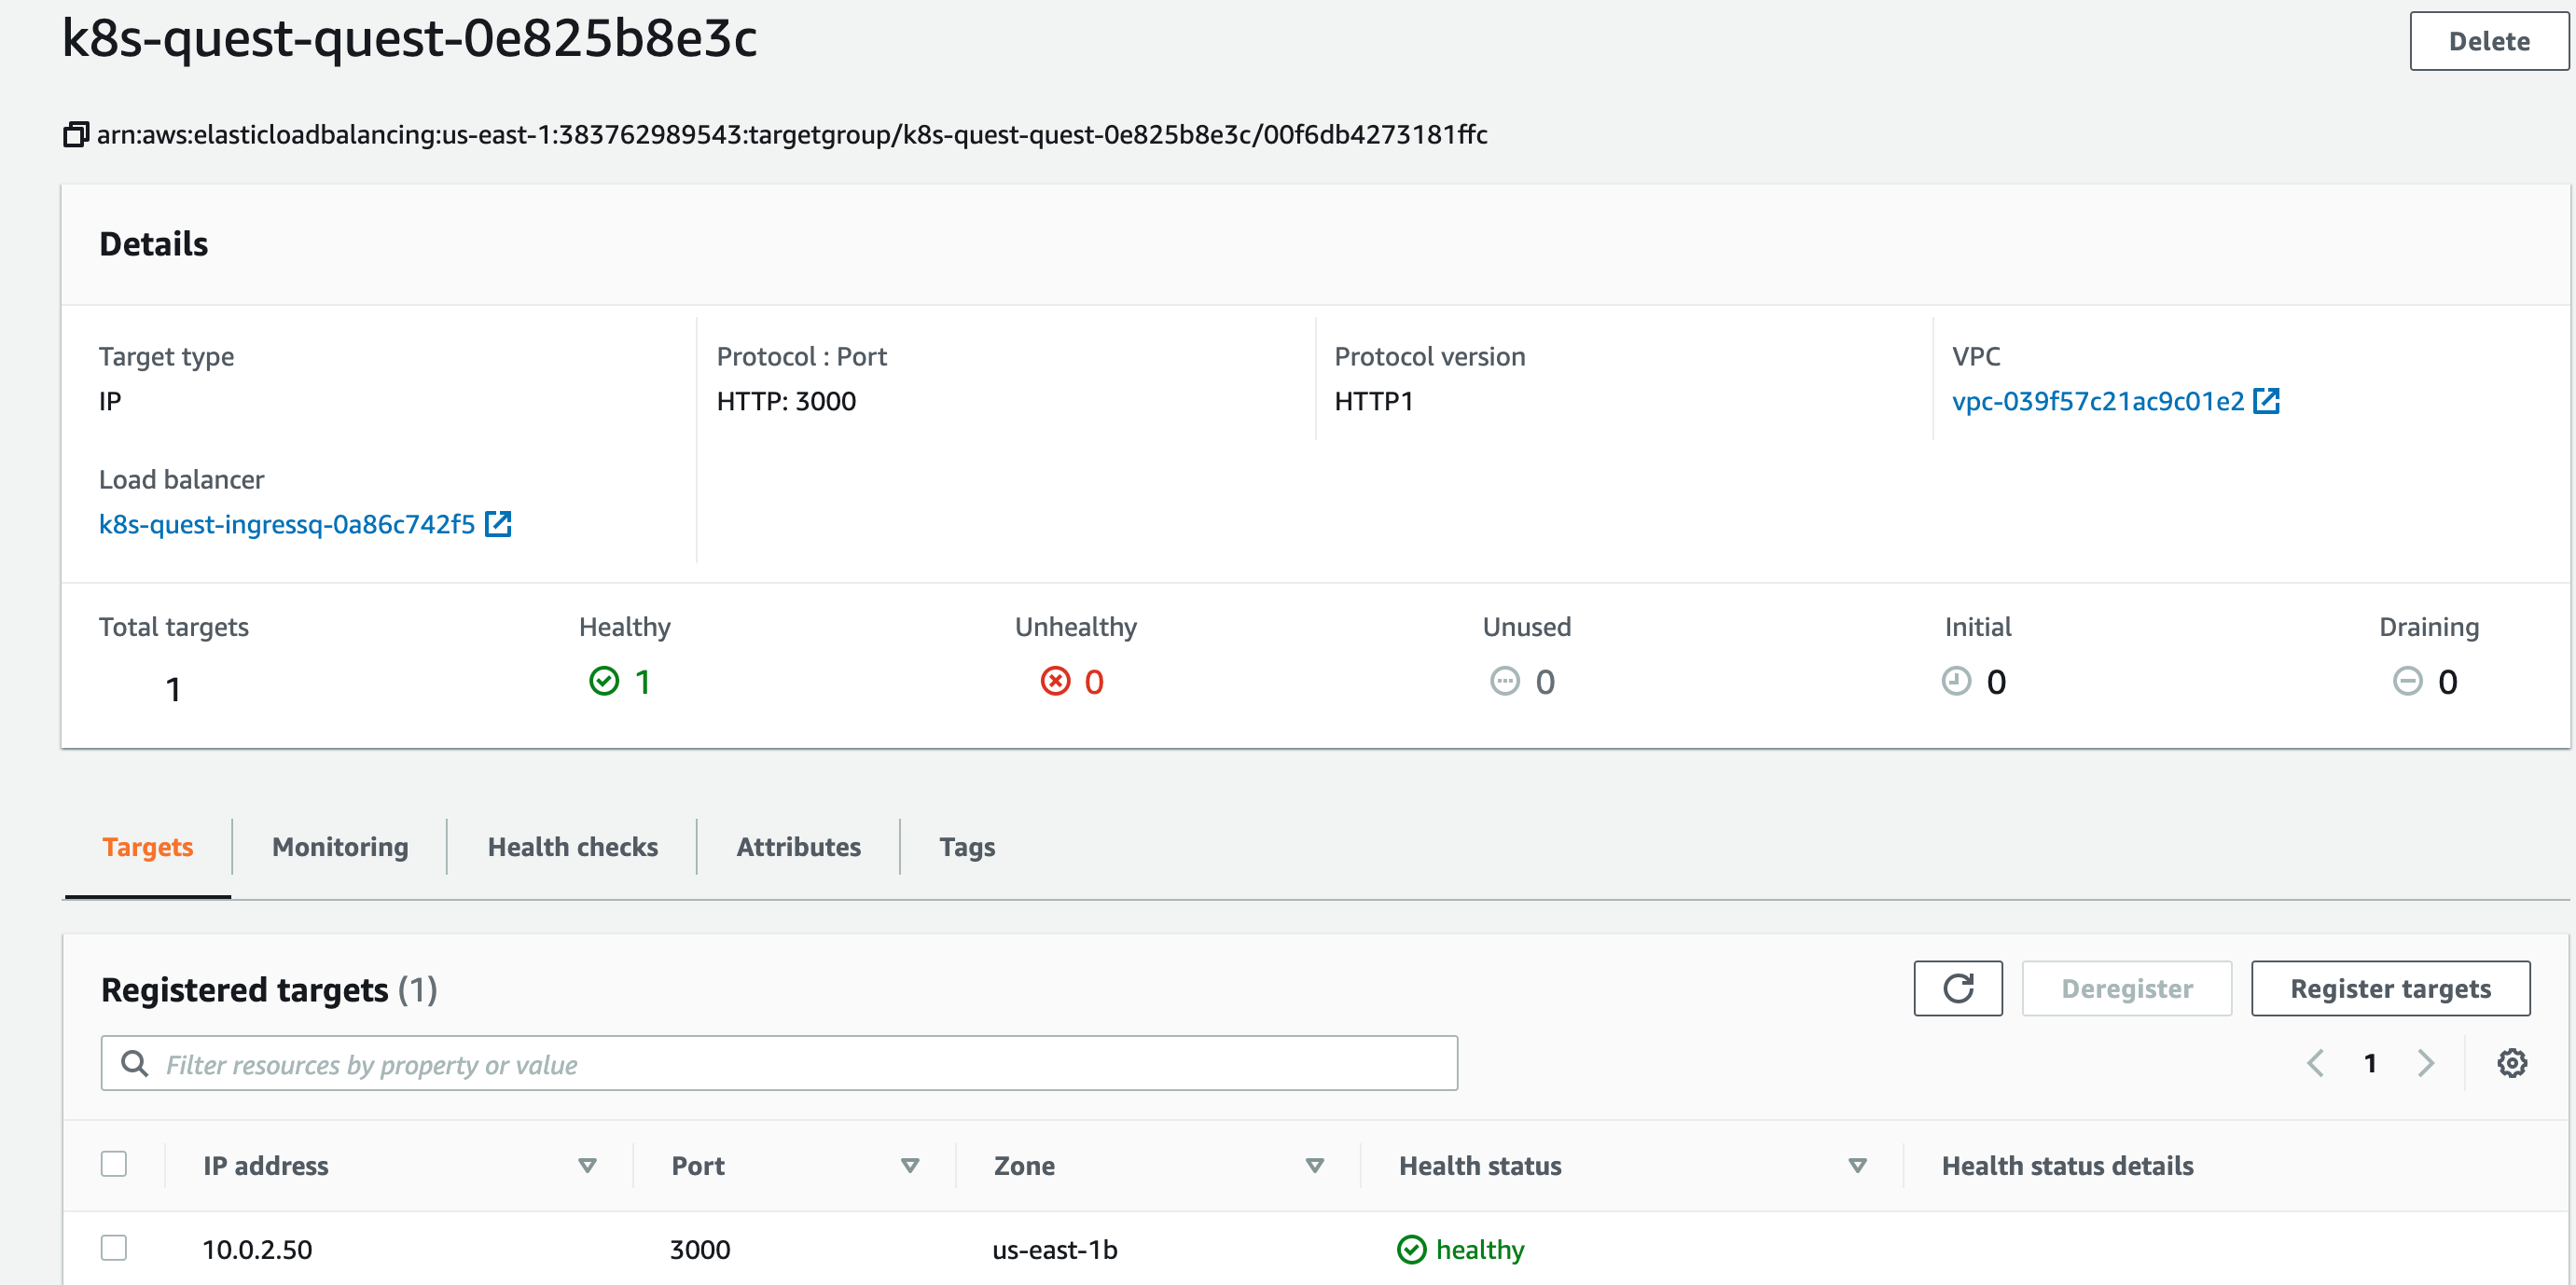 k8s-quest-quest-0e825b8e3c
Delete
arn:aws:elasticloadbalancing:us-east-1:383762989543:targetgroup/k8s-quest-quest-0e825b8e3c/00f6db4273181ffc
Details
Target type
IP
Protocol : Port
HTTP: 3000
Protocol version
HTTP1
VPC
vpc-039f57c21ac9c01e2
Load balancer
k8s-quest-ingressq-0a86c742f5
Total targets
1
Healthy
1
Unhealthy
0
Unused
0
Initial
0
Draining
0
Targets
Monitoring
Health checks
Attributes
Tags
Registered targets (1)
Deregister
Register targets
Filter resources by property or value
1
IP address
Port
Zone
Health status
Health status details
10.0.2.50
3000
us-east-1b
healthy